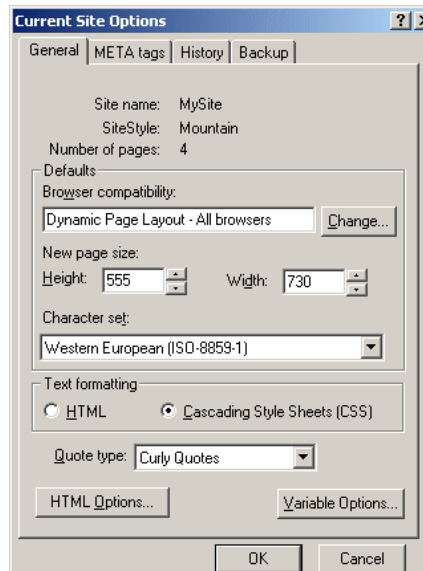 Current Site Options
General META tags History Backup
Site name: MySite
SiteStyle: Mountain
Number of pages: 4
Defaults
Browser compatibility:
Dynamic Page Layout - All browsers Change...
New page size:
Height: 555 Width: 730
Character set:
Western European (ISO-8859-1)
Text formatting
HTML Cascading Style Sheets (CSS)
Quote type: Curly Quotes
HTML Options... Variable Options...
OK Cancel